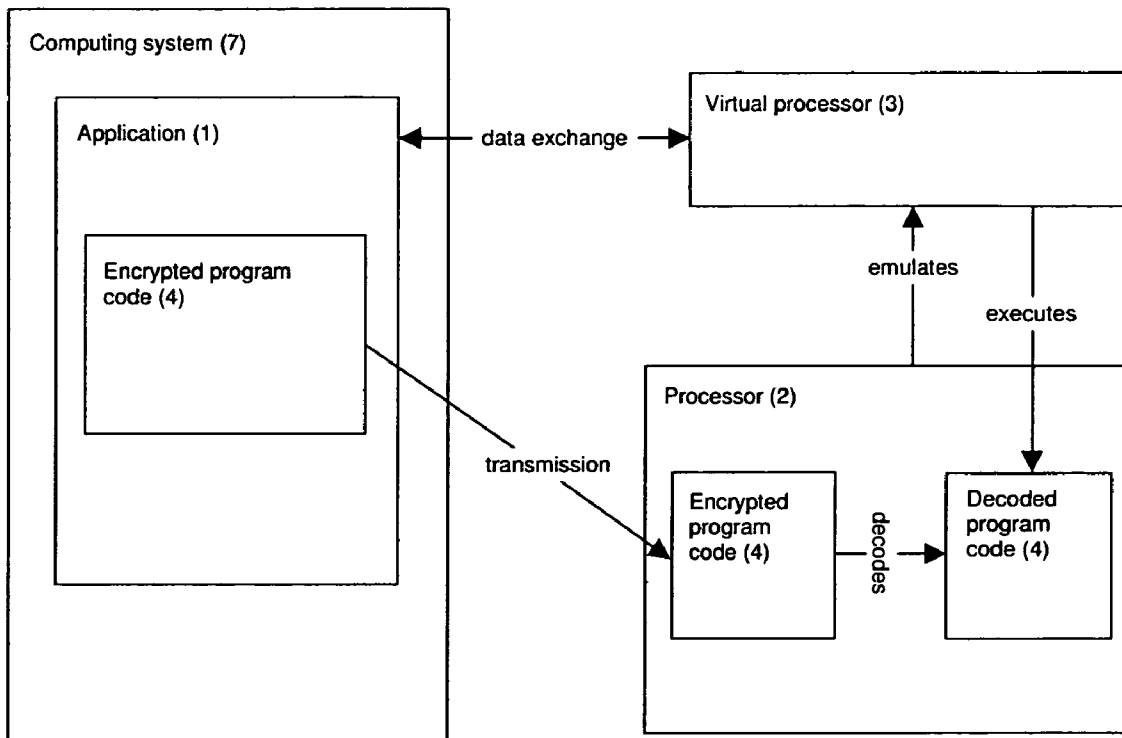 Computing system (7)
Application (1)
Encrypted program
code (4)
data exchange
Virtual processor (3)
emulates
executes
transmission
Processor (2)
Encrypted
program
code (4)
decodes
Decoded
program
code (4)